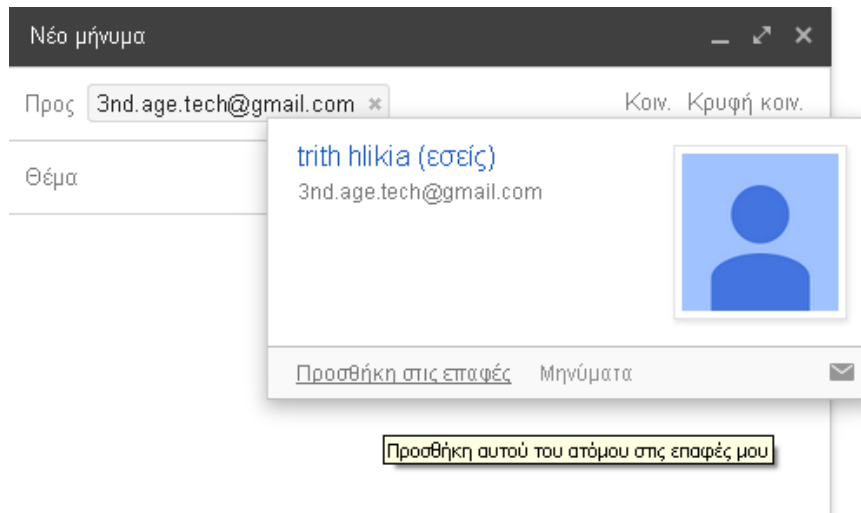 Νέο μήνυμα
Προς 3nd.age.tech@gmail.com Κοιν. Κρυφή κοιν.
trith hlikia (εσείς)
3nd.age.tech@gmail.com
Θέμα
Προσθήκη στις επαφές Μηνύματα
Προσθήκη αυτού του ατόμου στις επαφές μου